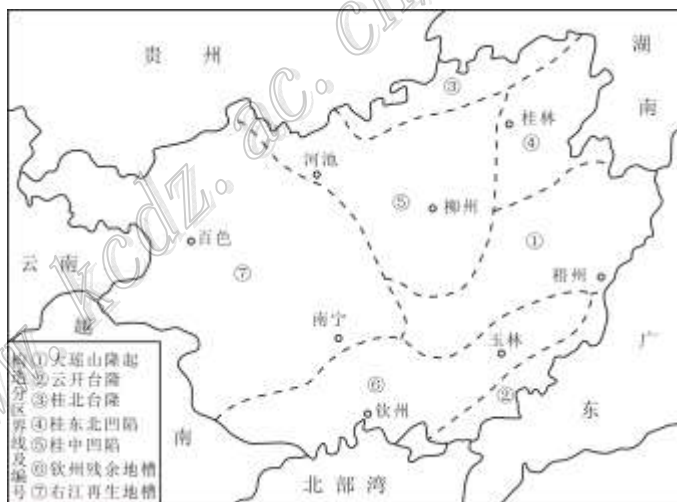 贵 州
湖
南
③
桂林
④
河池
⑤
柳州
①
百色
云 南
⑦
梧州
越
南宁
玉林
广
②
⑥
钦州
东
南
北 部 湾
构造分区界线及编号
①大瑶山隆起
②云开台隆
③桂北台隆
④桂东北凹陷
⑤桂中凹陷
⑥钦州残余地槽
⑦右江再生地槽
www.kcdz.ac.cn